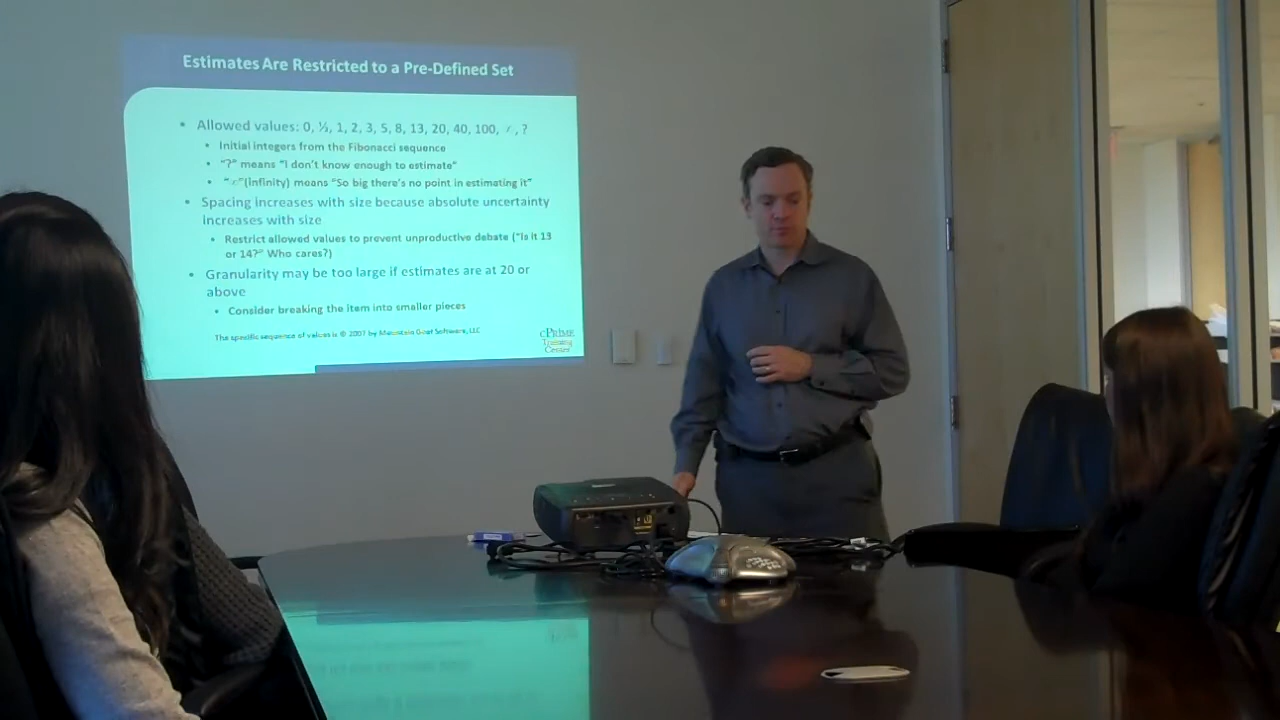 Estimates Are Restricted to a Pre-Defined Set
• Allowed values: 0, ½, 1, 2, 3, 5, 8, 13, 20, 40, 100, ∞, ?
• Initial integers from the Fibonacci sequence
• "?" means "I don't know enough to estimate"
• "∞"(Infinity) means "So big there's no point in estimating it"
• Spacing increases with size because absolute uncertainty
increases with size
• Restrict allowed values to prevent unproductive debate ("Is it 13
or 14?" Who cares?)
• Granularity may be too large if estimates are at 20 or
above
• Consider breaking the item into smaller pieces
The specific sequence of values is © 2007 by Mountain Goat Software, LLC
cPRIME
Training
Center